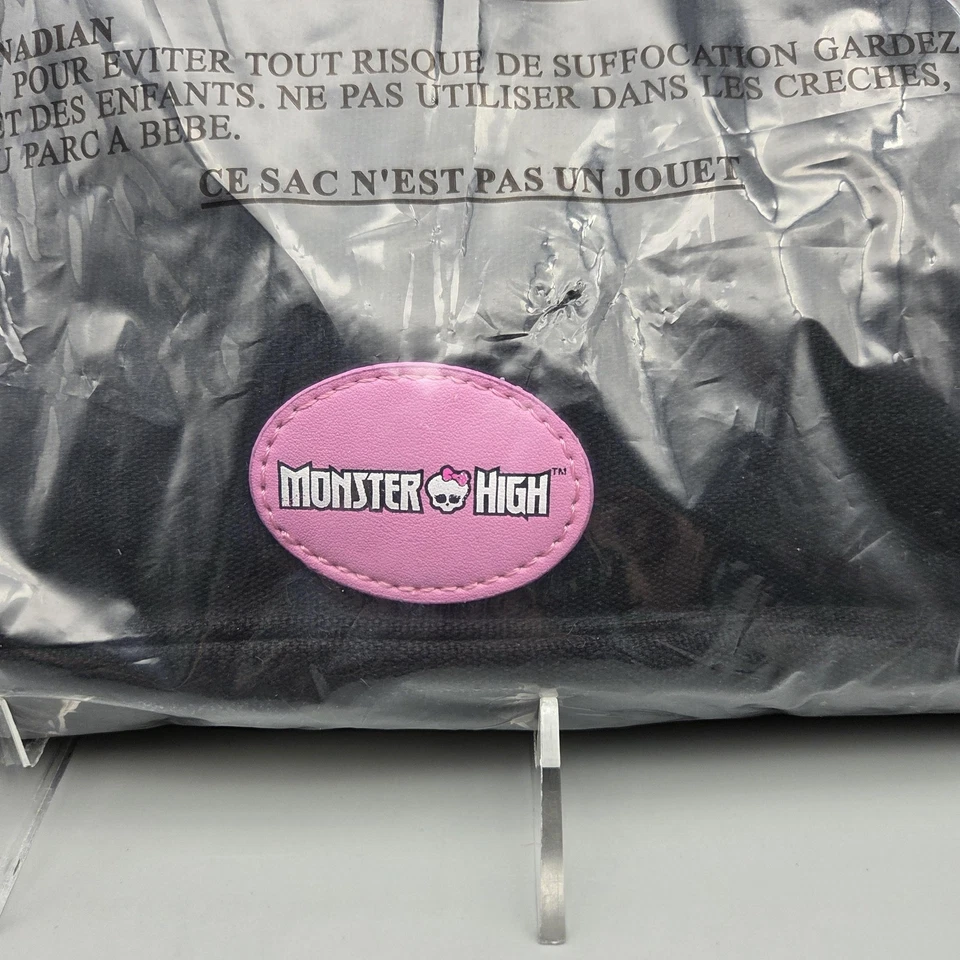 NADIAN
POUR EVITER TOUT RISQUE DE SUFFOCATION GARDEZ
ET DES ENFANTS. NE PAS UTILISER DANS LES CRECHES,
U PARC A BEBE.
CE SAC N'EST PAS UN JOUET
MONSTER HIGH™